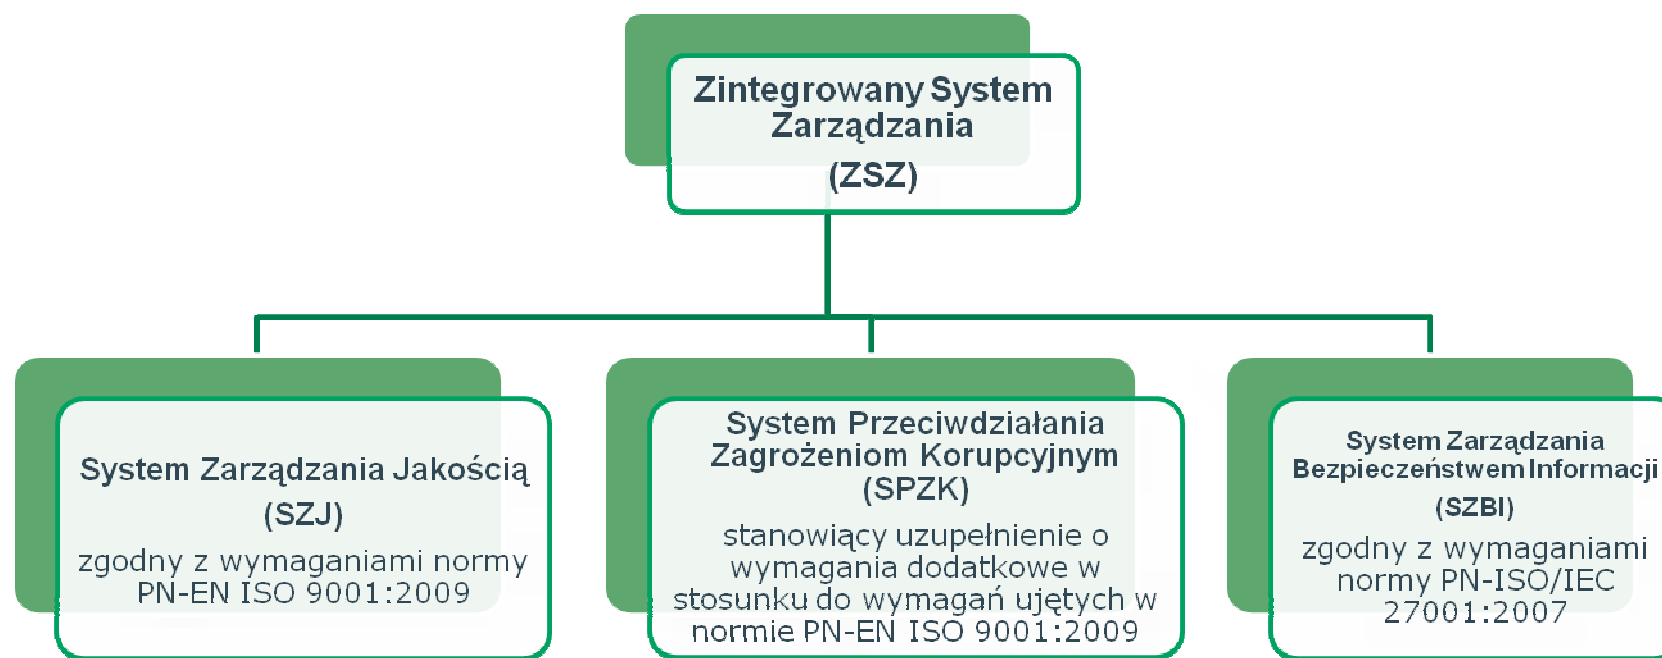 Zintegrowany System
Zarządzania
(ZSZ)
System Zarządzania Jakością
(SZJ)
zgodny z wymaganiami normy
PN-EN ISO 9001:2009
System Przeciwdziałania
Zagrożeniom Korupcyjnym
(SPZK)
stanowiący uzupełnienie o
wymagania dodatkowe w
stosunku do wymagań ujętych w
normie PN-EN ISO 9001:2009
System Zarządzania
Bezpieczeństwem Informacji
(SZBI)
zgodny z wymaganiami
normy PN-ISO/IEC
27001:2007